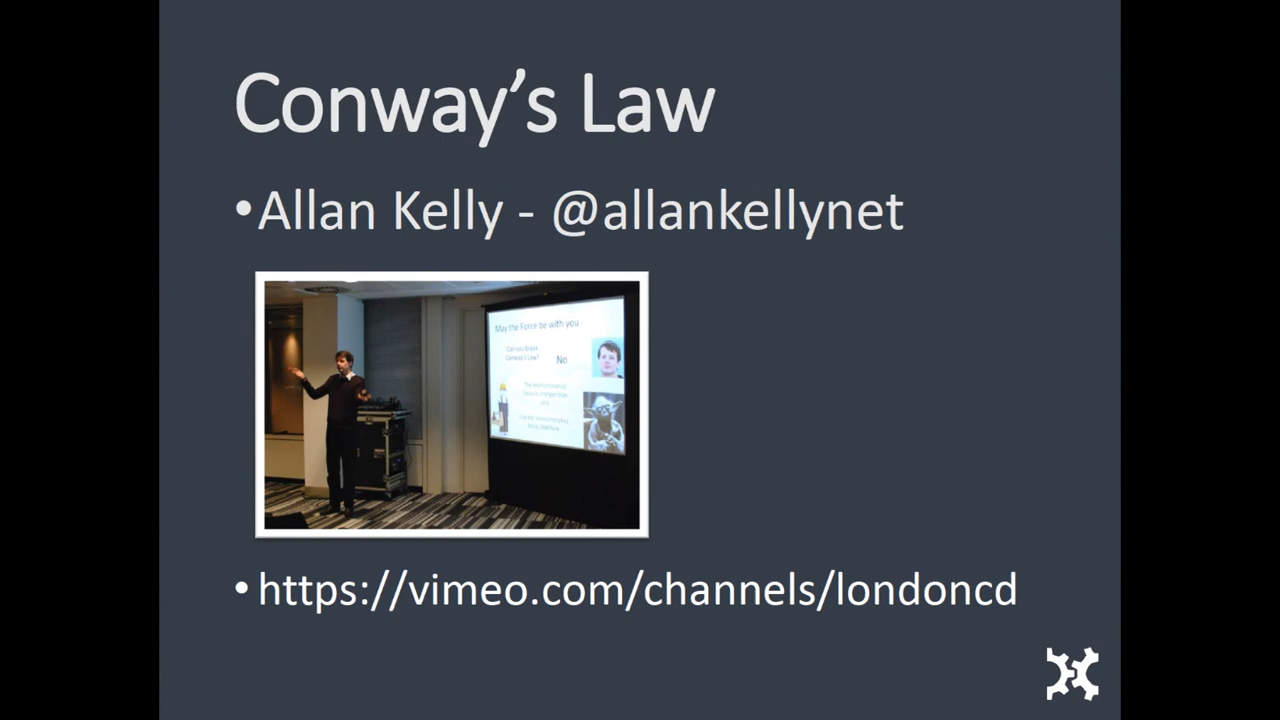 Conway's Law
•Allan Kelly - @allankellynet
May the Force be with you
Can you break
Conway's Law?
No
• https://vimeo.com/channels/londoncd